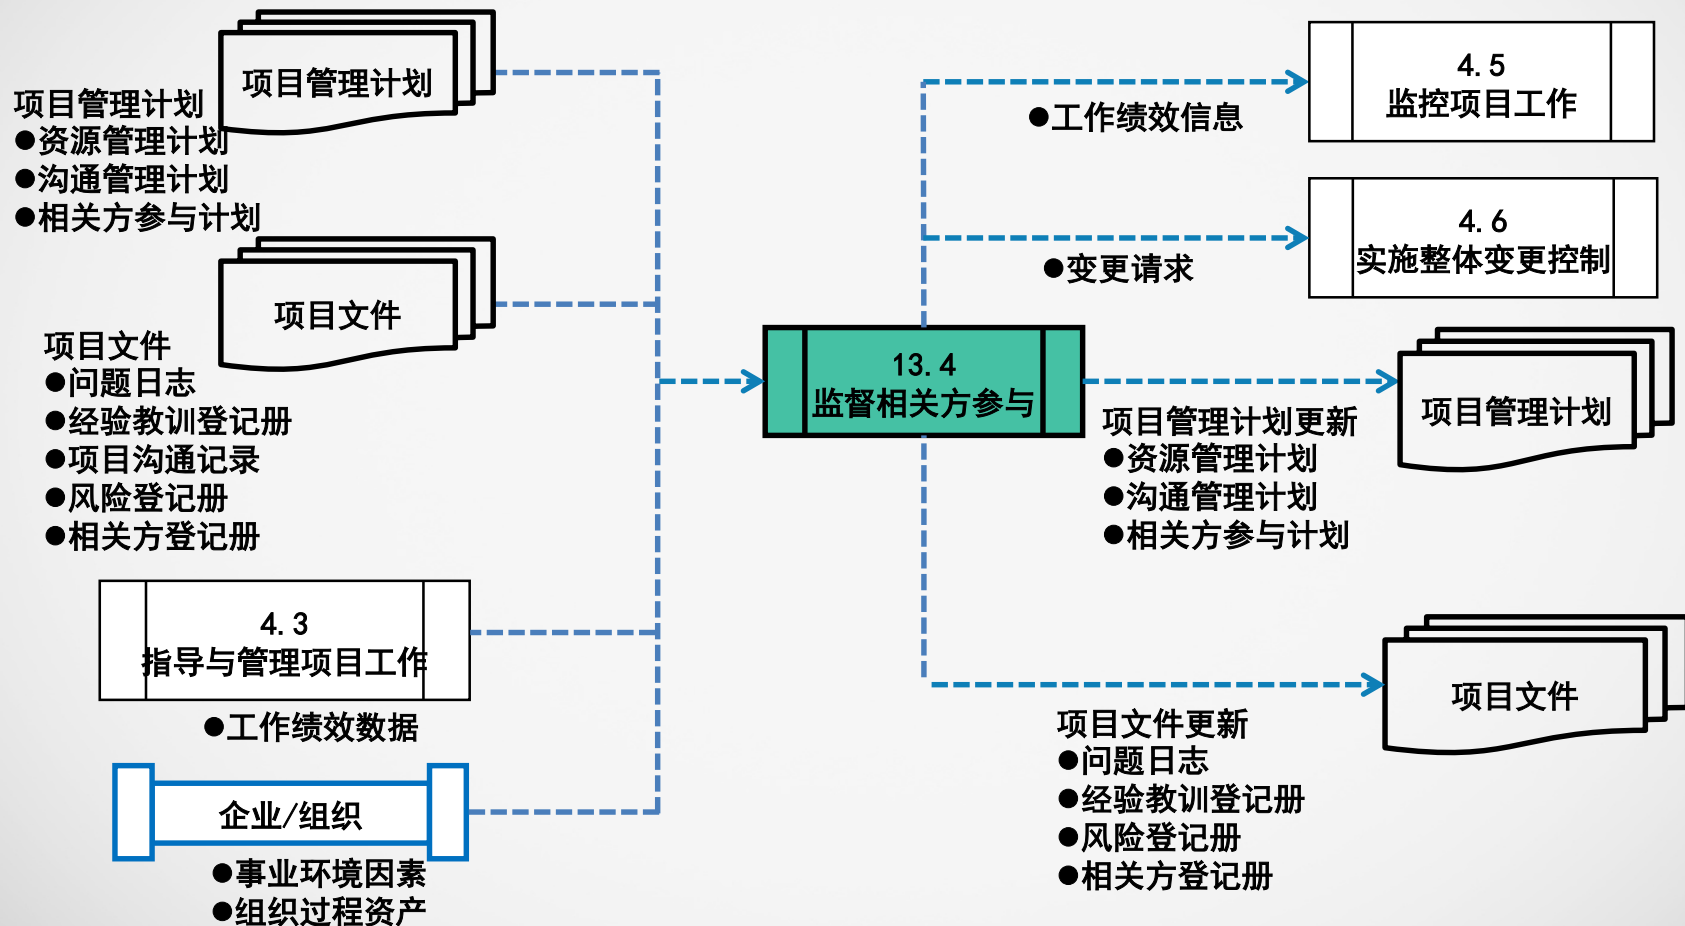 项目管理计划
项目管理计划
●资源管理计划
●沟通管理计划
●相关方参与计划
项目文件
项目文件
●问题日志
●经验教训登记册
●项目沟通记录
●风险登记册
●相关方登记册
4.3
指导与管理项目工作
●工作绩效数据
企业/组织
●事业环境因素
●组织过程资产
13.4
监督相关方参与
●工作绩效信息
4.5
监控项目工作
●变更请求
4.6
实施整体变更控制
项目管理计划
项目管理计划更新
●资源管理计划
●沟通管理计划
●相关方参与计划
项目文件
项目文件更新
●问题日志
●经验教训登记册
●风险登记册
●相关方登记册